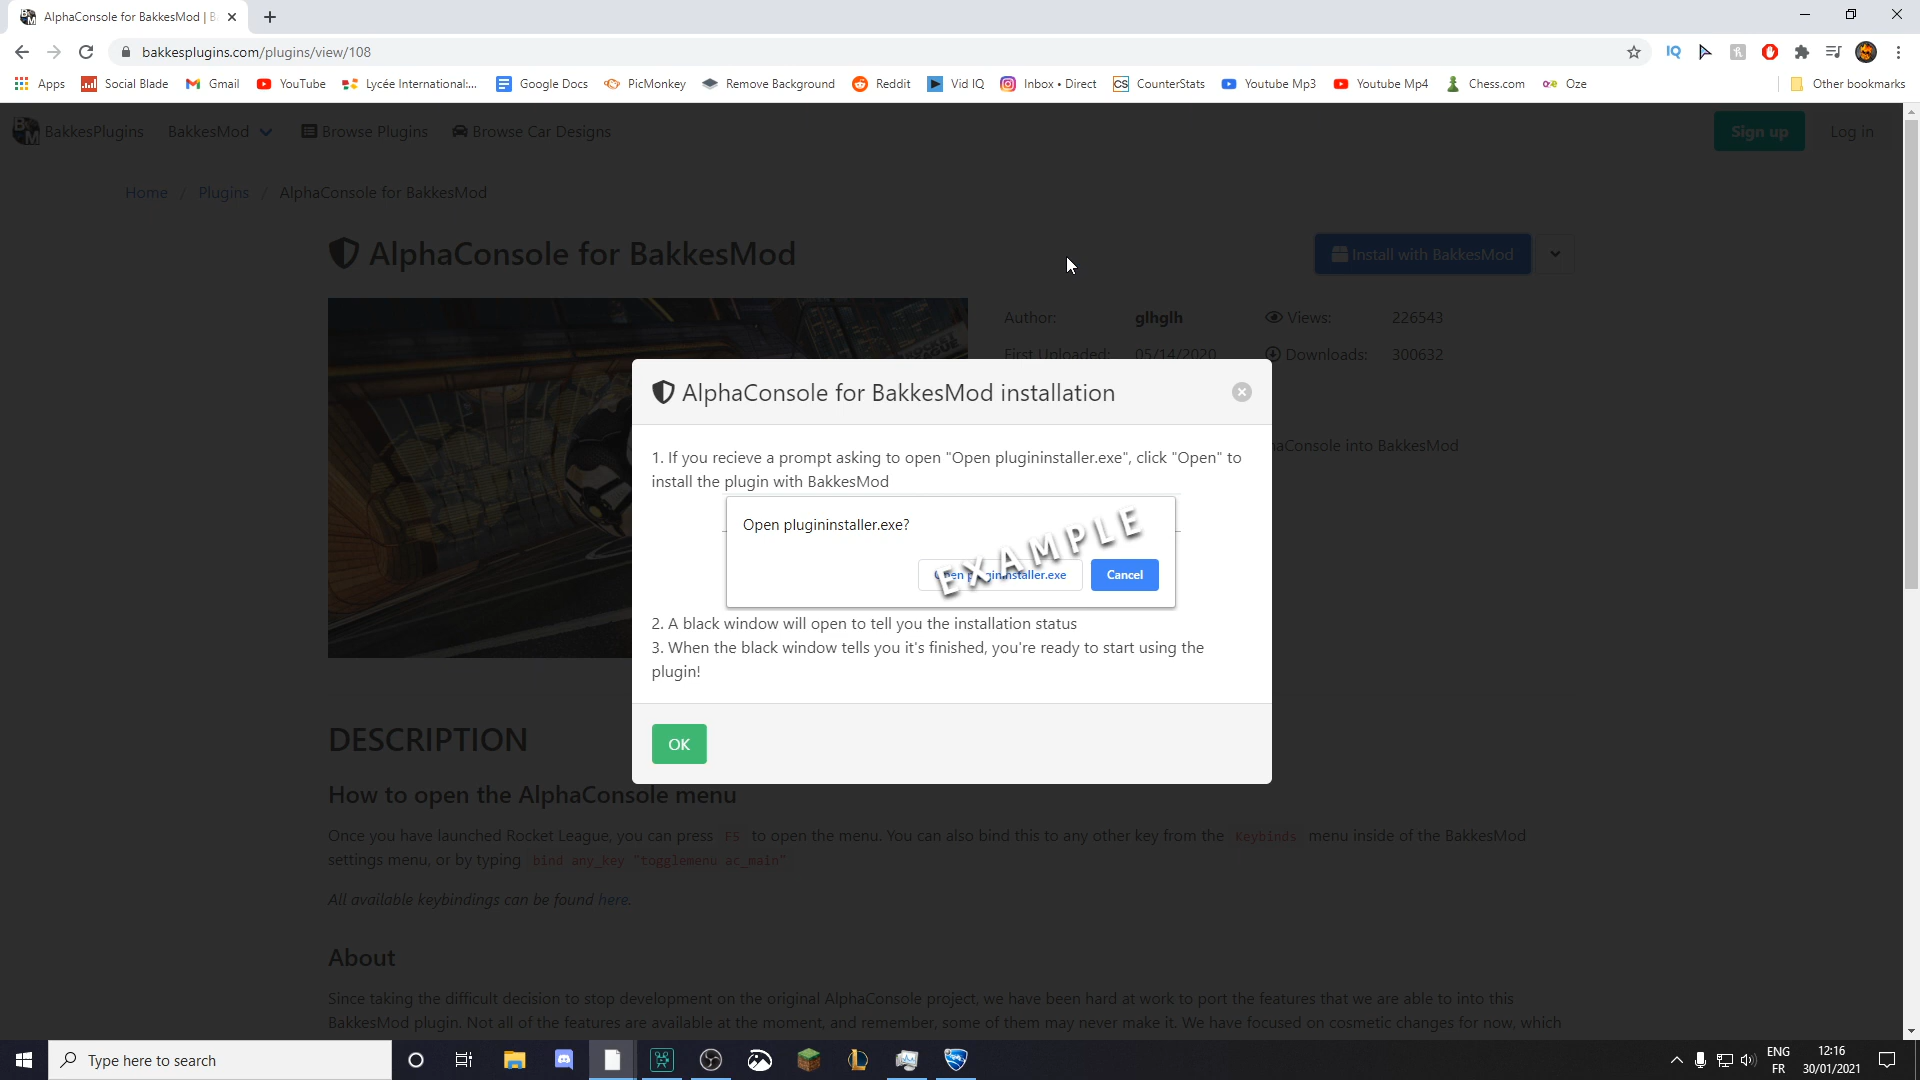 AlphaConsole for BakkesMod | B
bakkesplugins.com/plugins/view/108
Apps Social Blade Gmail YouTube Lycée International:... Google Docs PicMonkey Remove Background Reddit Vid IQ Inbox • Direct CounterStats Youtube Mp3 Youtube Mp4 Chess.com Oze Other bookmarks
BakkesPlugins BakkesMod Browse Plugins Browse Car Designs Sign up Log in
Home / Plugins / AlphaConsole for BakkesMod
AlphaConsole for BakkesMod
Install with BakkesMod
Author: glhglh Views: 226543
First Uploaded: 05/14/2020 Downloads: 300632
AlphaConsole for BakkesMod installation
haConsole into BakkesMod
1. If you recieve a prompt asking to open "Open plugininstaller.exe", click "Open" to
install the plugin with BakkesMod
Open plugininstaller.exe?
EXAMPLE
Open plugininstaller.exe Cancel
2. A black window will open to tell you the installation status
3. When the black window tells you it's finished, you're ready to start using the
plugin!
OK
DESCRIPTION
How to open the AlphaConsole menu
Once you have launched Rocket League, you can press F5 to open the menu. You can also bind this to any other key from the Keybinds menu inside of the BakkesMod
settings menu, or by typing bind any_key "togglemenu ac_main"
All available keybindings can be found here.
About
Since taking the difficult decision to stop development on the original AlphaConsole project, we have been hard at work to port the features that we are able to into this
BakkesMod plugin. Not all of the features are available at the moment, and remember, some of them may never make it. We have focused on cosmetic changes for now, which
Type here to search
ENG
FR
12:16
30/01/2021